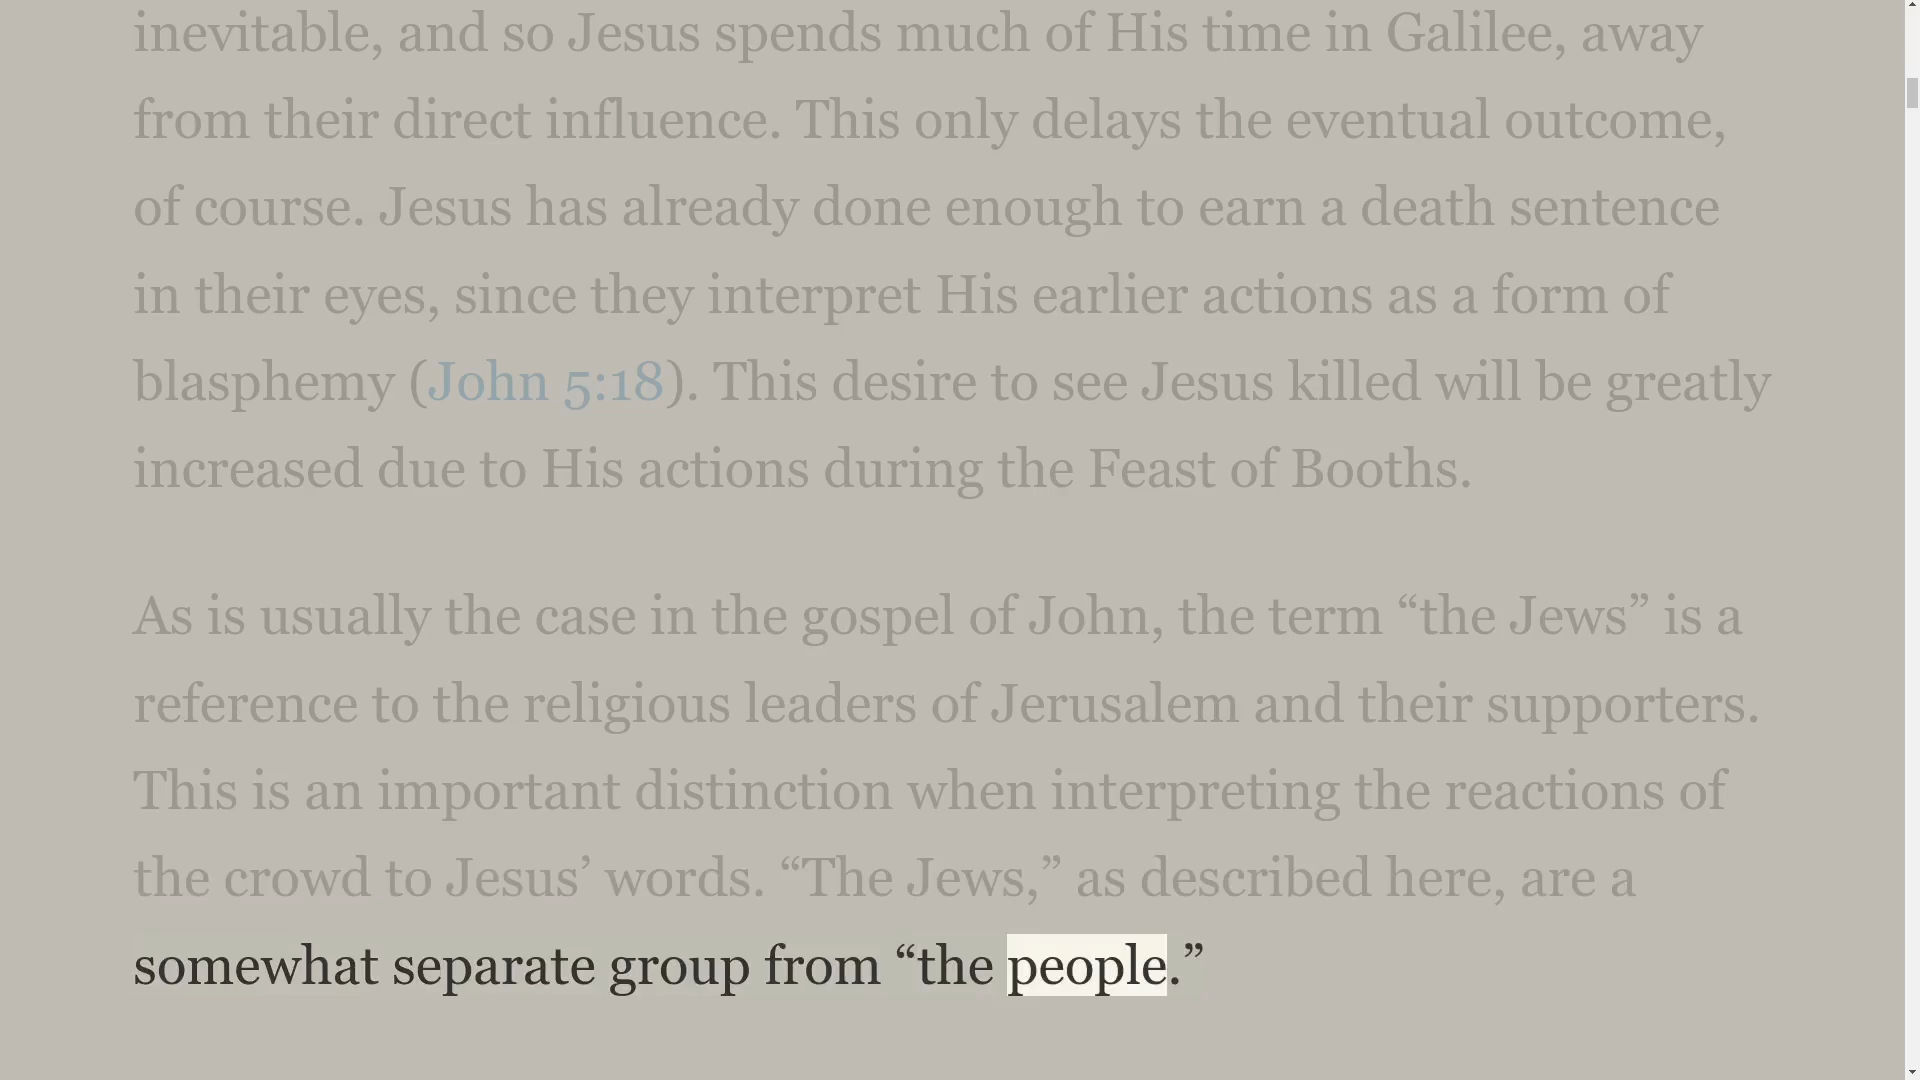 inevitable, and so Jesus spends much of His time in Galilee, away
from their direct influence. This only delays the eventual outcome,
of course. Jesus has already done enough to earn a death sentence
in their eyes, since they interpret His earlier actions as a form of
blasphemy (John 5:18). This desire to see Jesus killed will be greatly
increased due to His actions during the Feast of Booths.
As is usually the case in the gospel of John, the term “the Jews” is a
reference to the religious leaders of Jerusalem and their supporters.
This is an important distinction when interpreting the reactions of
the crowd to Jesus’ words. “The Jews,” as described here, are a
somewhat separate group from “the people.”